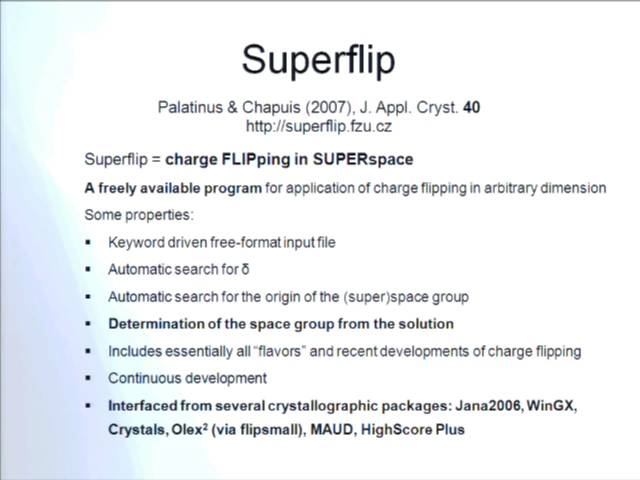 Superflip
Palatinus & Chapuis (2007), J. Appl. Cryst. 40
http://superflip.fzu.cz
Superflip = charge FLIPping in SUPERspace
A freely available program for application of charge flipping in arbitrary dimension
Some properties:
▪ Keyword driven free-format input file
▪ Automatic search for δ
▪ Automatic search for the origin of the (super)space group
▪ Determination of the space group from the solution
▪ Includes essentially all “flavors” and recent developments of charge flipping
▪ Continuous development
▪ Interfaced from several crystallographic packages: Jana2006, WinGX,
Crystals, Olex² (via flipsmall), MAUD, HighScore Plus